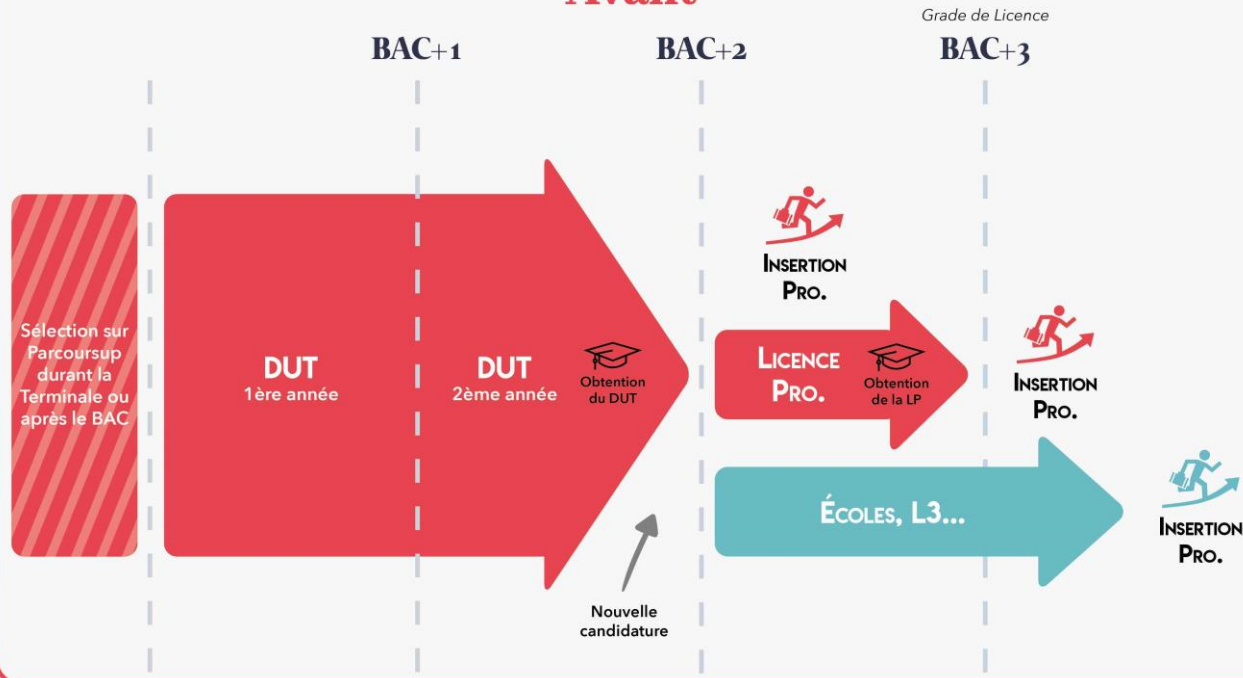 Avant
Grade de Licence
BAC+1
BAC+2
BAC+3
Sélection sur
Parcoursup
durant la
Terminale ou
après le BAC
DUT
1ère année
DUT
2ème année
Obtention
du DUT
Nouvelle
candidature
Insertion
Pro.
Licence
Pro.
Obtention
de la LP
Insertion
Pro.
Écoles, L3...
Insertion
Pro.